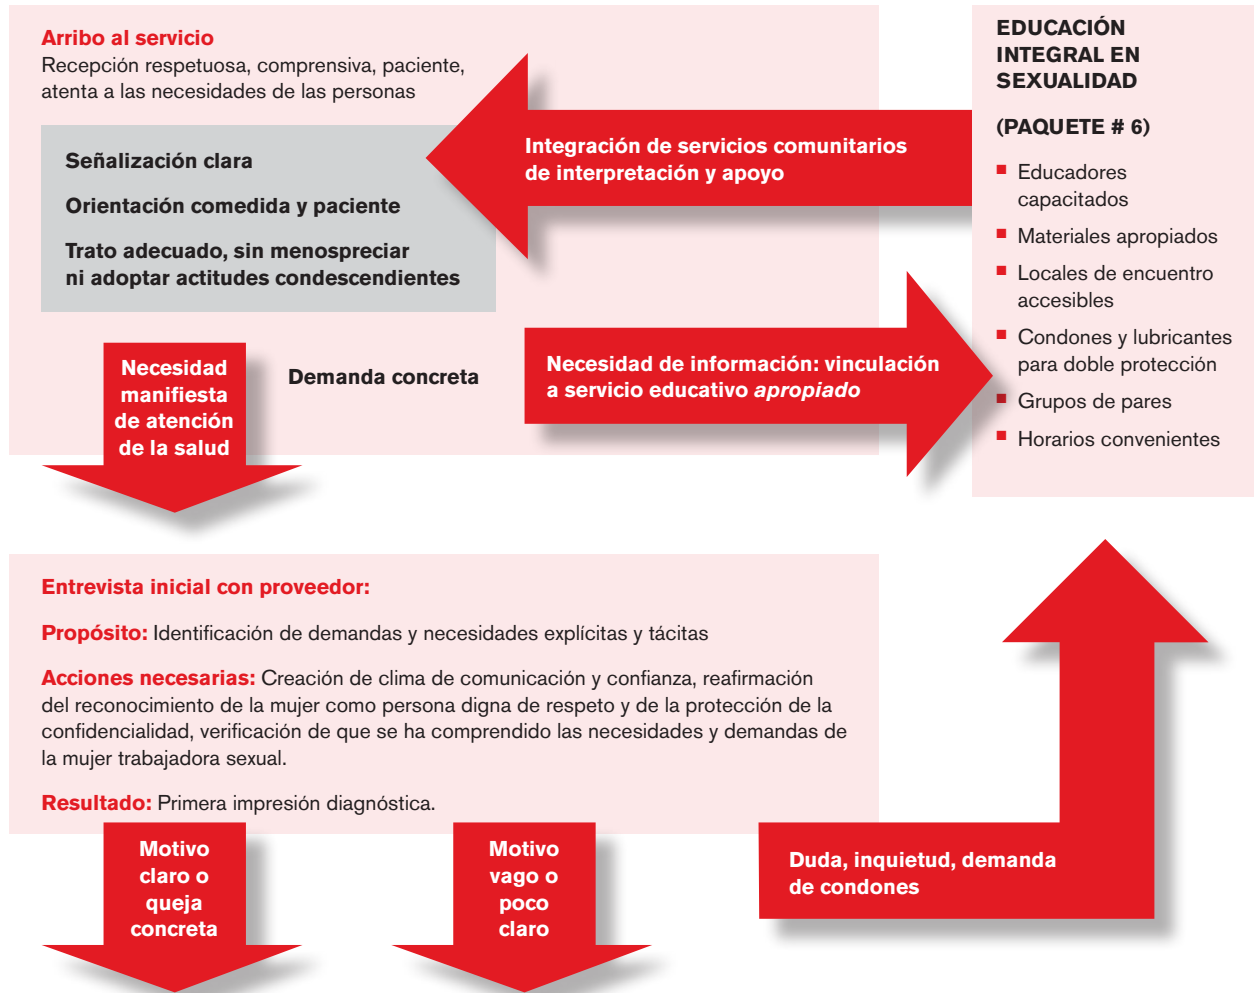 Arribo al servicio
Recepción respetuosa, comprensiva, paciente,
atenta a las necesidades de las personas
Señalización clara
Orientación comedida y paciente
Trato adecuado, sin menospreciar
ni adoptar actitudes condescendientes
Integración de servicios comunitarios
de interpretación y apoyo
EDUCACIÓN
INTEGRAL EN
SEXUALIDAD
(PAQUETE # 6)
■ Educadores
capacitados
■ Materiales apropiados
■ Locales de encuentro
accesibles
■ Condones y lubricantes
para doble protección
■ Grupos de pares
■ Horarios convenientes
Necesidad
manifiesta
de atención
de la salud
Demanda concreta
Necesidad de información: vinculación
a servicio educativo apropiado
Entrevista inicial con proveedor:
Propósito: Identificación de demandas y necesidades explícitas y tácitas
Acciones necesarias: Creación de clima de comunicación y confianza, reafirmación
del reconocimiento de la mujer como persona digna de respeto y de la protección de la
confidencialidad, verificación de que se ha comprendido las necesidades y demandas de
la mujer trabajadora sexual.
Resultado: Primera impresión diagnóstica.
Motivo
claro o
queja
concreta
Motivo
vago o
poco
claro
Duda, inquietud, demanda
de condones